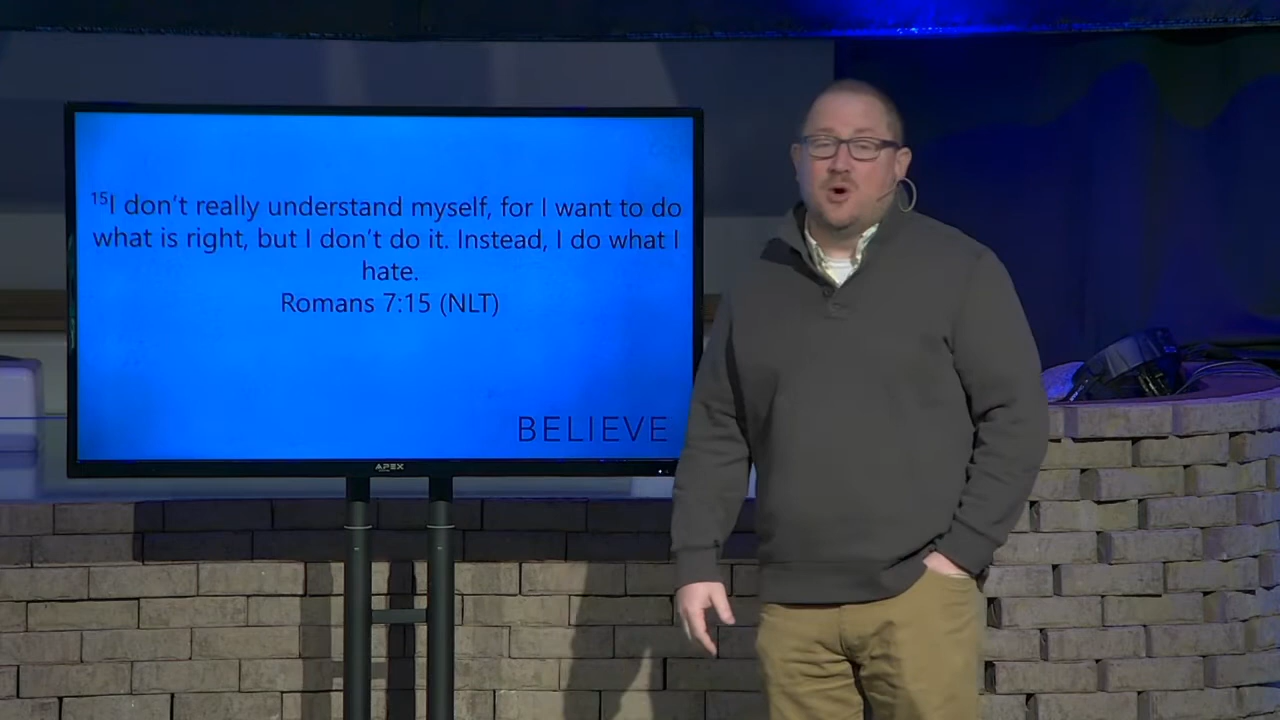 ¹⁵I don't really understand myself, for I want to do
what is right, but I don't do it. Instead, I do what I
hate.
Romans 7:15 (NLT)
BELIEVE
APEX